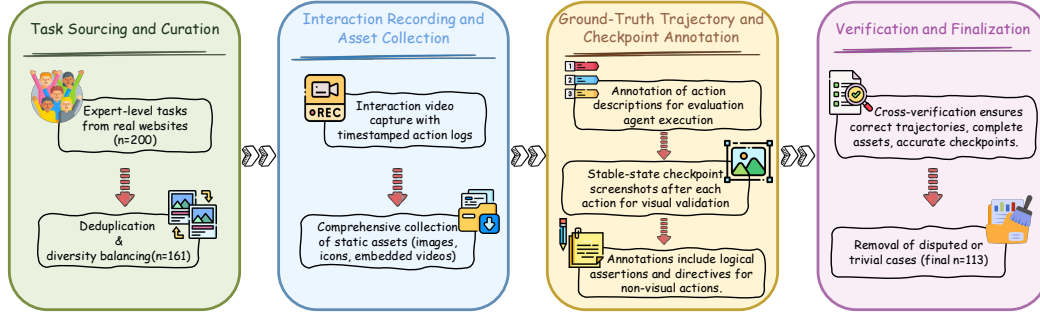 Task Sourcing and Curation
Expert-level tasks
from real websites
(n=200)
Deduplication
&
diversity balancing(n=161)
Interaction Recording and
Asset Collection
REC
Interaction video
capture with
timestamped action logs
Comprehensive collection
of static assets (images,
icons, embedded videos)
Ground-Truth Trajectory and
Checkpoint Annotation
1
2
3
Annotation of action
descriptions for evaluation
agent execution
Stable-state checkpoint
screenshots after each
action for visual validation
Annotations include logical
assertions and directives for
non-visual actions.
Verification and Finalization
Cross-verification ensures
correct trajectories, complete
assets, accurate checkpoints.
Removal of disputed or
trivial cases (final n=113)